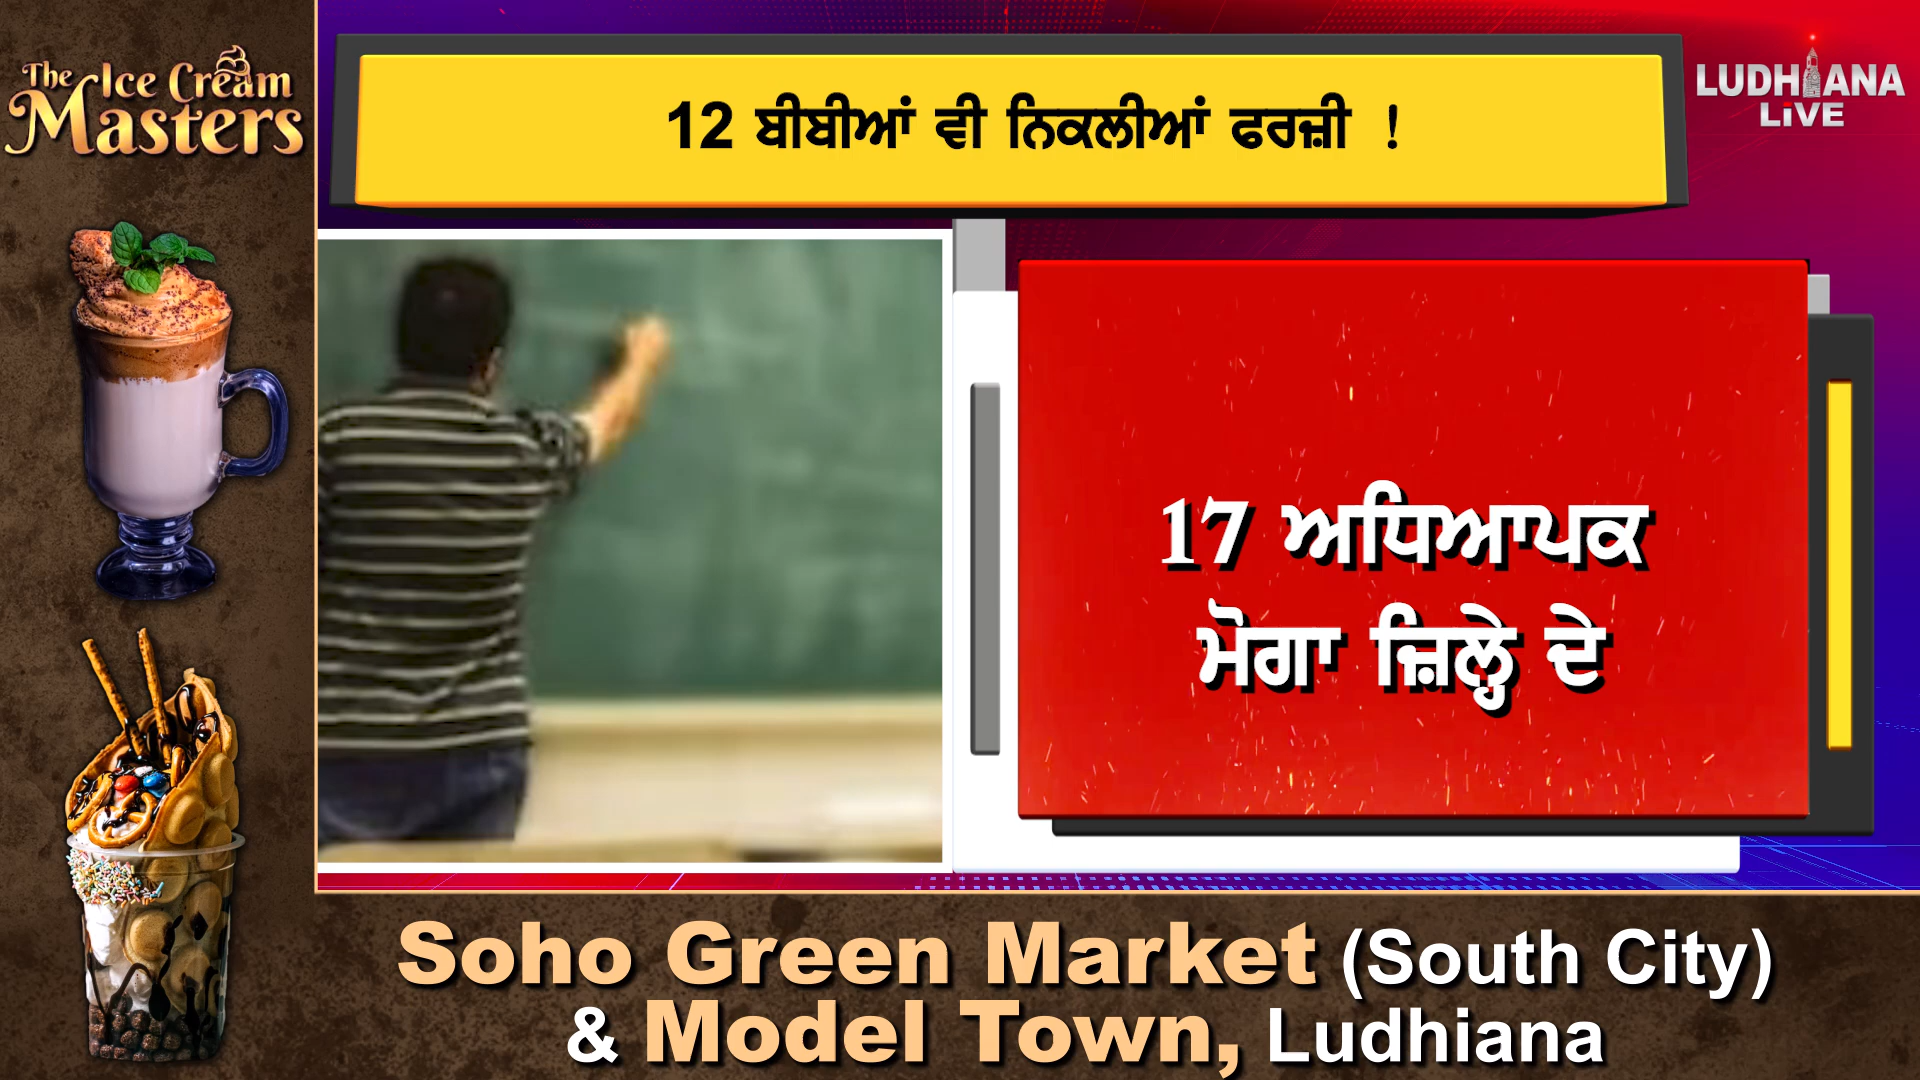 The Ice Cream
Masters
12 ਬੀਬੀਆਂ ਵੀ ਨਿਕਲੀਆਂ ਫਰਜ਼ੀ !
LUDHIANA
LiVE
17 ਅਧਿਆਪਕ
ਮੋਗਾ ਜ਼ਿਲ੍ਹੇ ਦੇ
Soho Green Market (South City)
& Model Town, Ludhiana